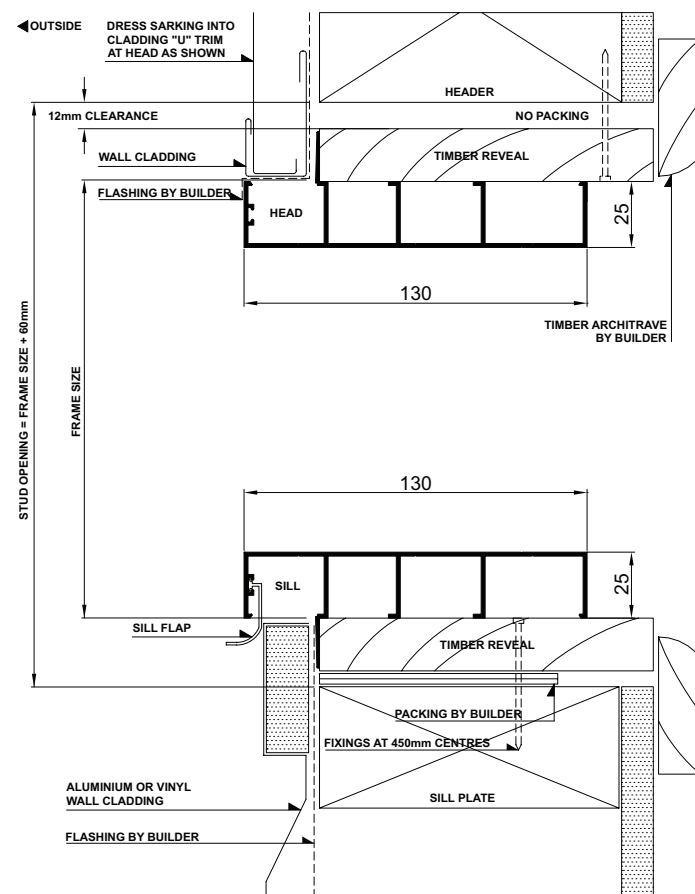 OUTSIDE
DRESS SARKING INTO
CLADDING "U" TRIM
AT HEAD AS SHOWN
HEADER
12mm CLEARANCE
NO PACKING
WALL CLADDING
TIMBER REVEAL
FLASHING BY BUILDER
HEAD
25
130
TIMBER ARCHITRAVE
BY BUILDER
STUD OPENING = FRAME SIZE + 60mm
FRAME SIZE
130
SILL
25
SILL FLAP
TIMBER REVEAL
PACKING BY BUILDER
FIXINGS AT 450mm CENTRES
ALUMINIUM OR VINYL
WALL CLADDING
SILL PLATE
FLASHING BY BUILDER